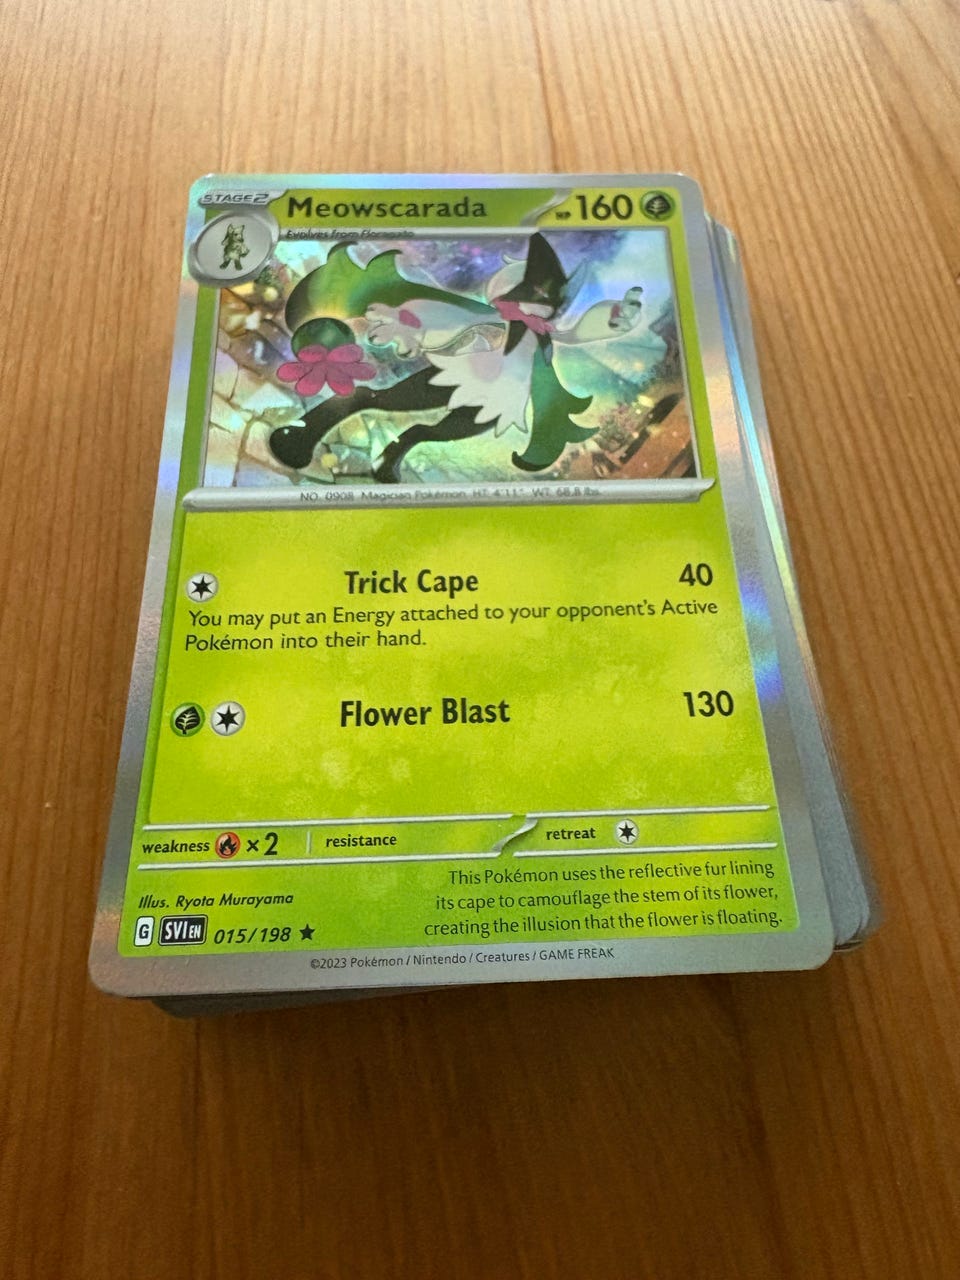 STAGE 2 Meowscarada HP 160
Evolves from Floragato
NO. 0908 Magician Pokémon HT: 4'11" WT: 68.8 lbs.
Trick Cape 40
You may put an Energy attached to your opponent's Active
Pokémon into their hand.
Flower Blast 130
weakness ×2 resistance retreat
This Pokémon uses the reflective fur lining
its cape to camouflage the stem of its flower,
creating the illusion that the flower is floating.
Illus. Ryota Murayama
G SVI EN 015/198 ★
©2023 Pokémon / Nintendo / Creatures / GAME FREAK